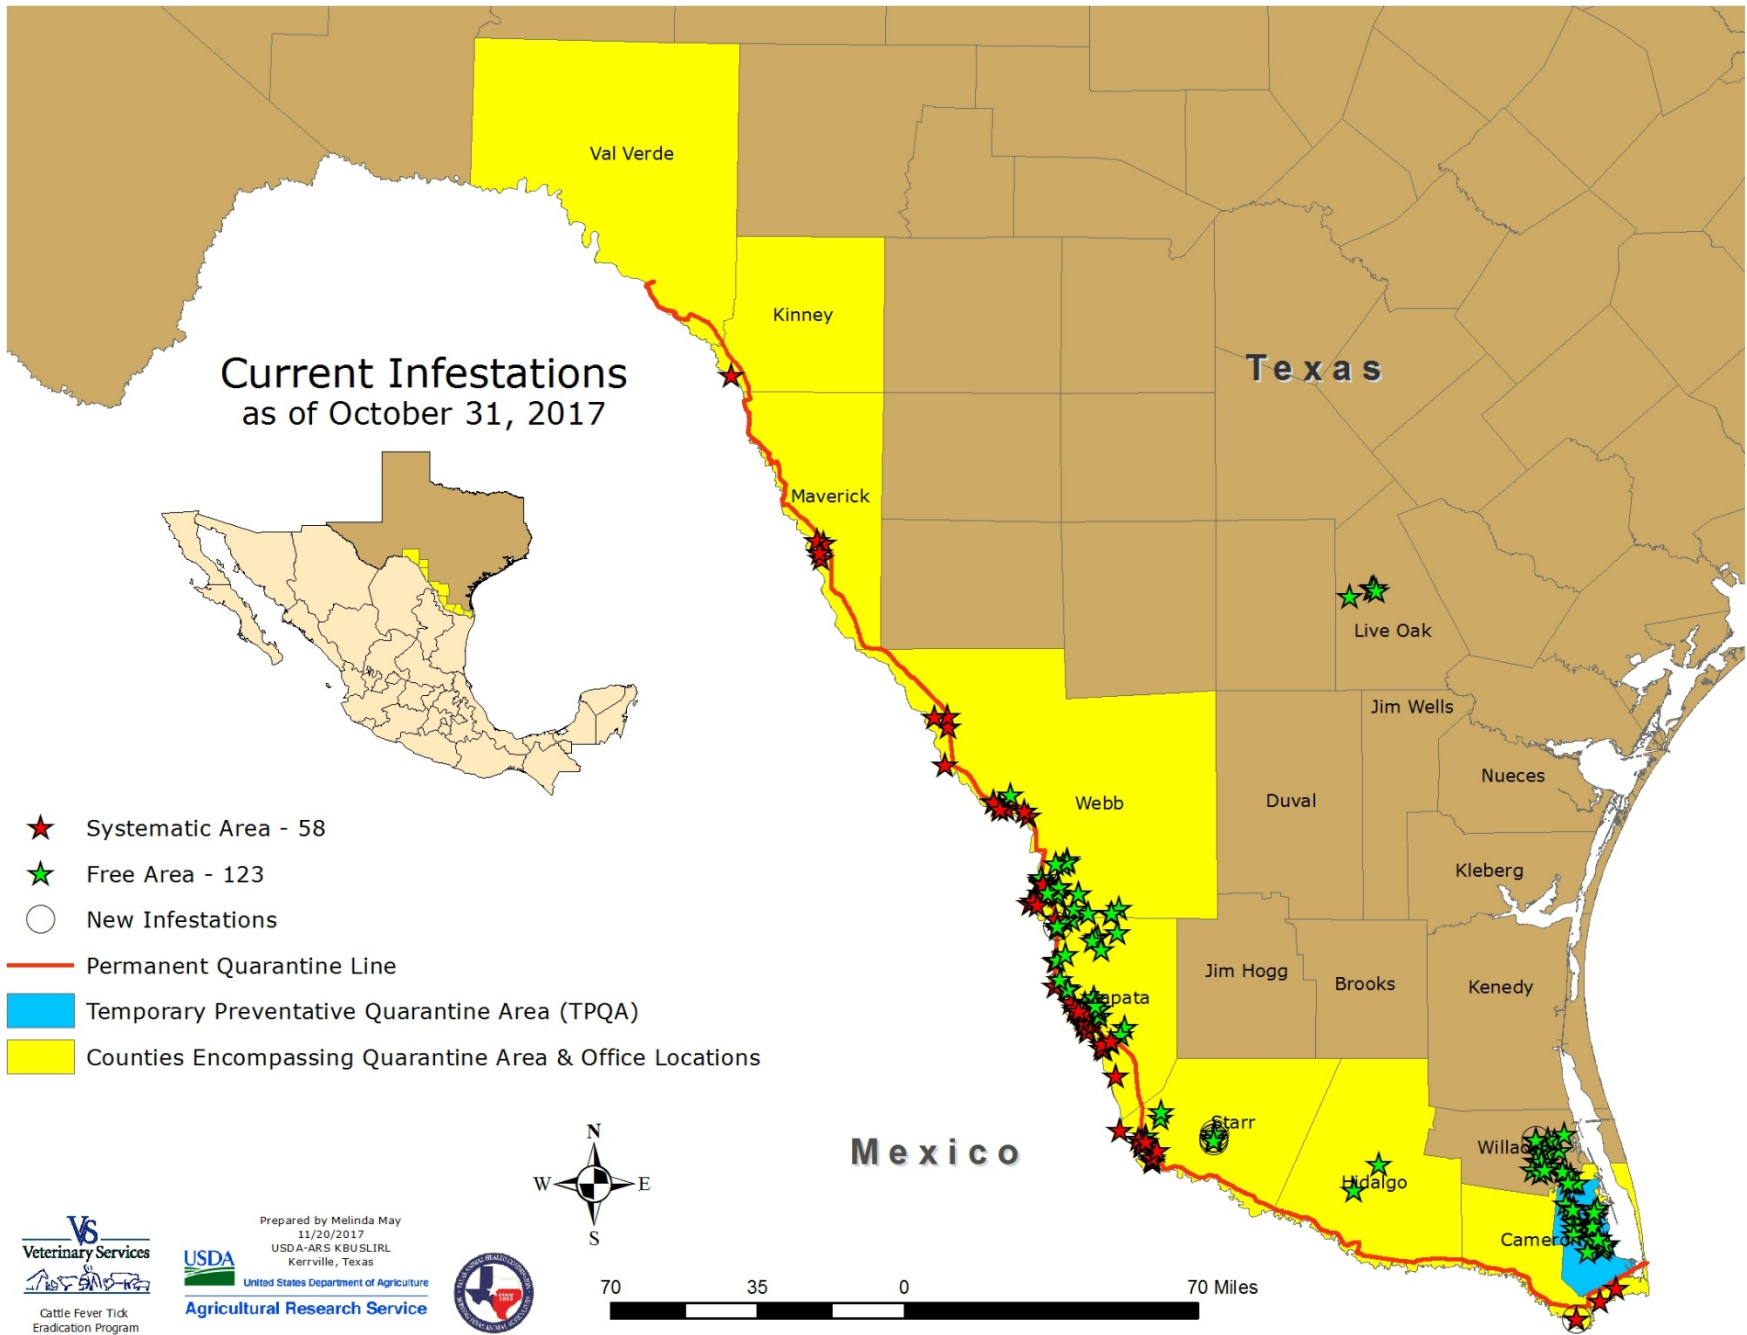 Val Verde
Kinney
Texas
Current Infestations
as of October 31, 2017
Maverick
Live Oak
Jim Wells
Nueces
Webb
Duval
Systematic Area - 58
Kleberg
Free Area - 123
New Infestations
Jim Hogg
Permanent Quarantine Line
Brooks
Kenedy
apata
Temporary Preventative Quarantine Area (TPQA)
Counties Encompassing Quarantine Area & Office Locations
Starr
Mexico
Willac
Hidalgo
Cameron
N
W
E
S
VS
Veterinary Services
Cattle Fever Tick
Eradication Program
Prepared by Melinda May
11/20/2017
USDA-ARS KBUSLIRL
Kerrville, Texas
USDA
United States Department of Agriculture
Agricultural Research Service
70 35 0 70 Miles